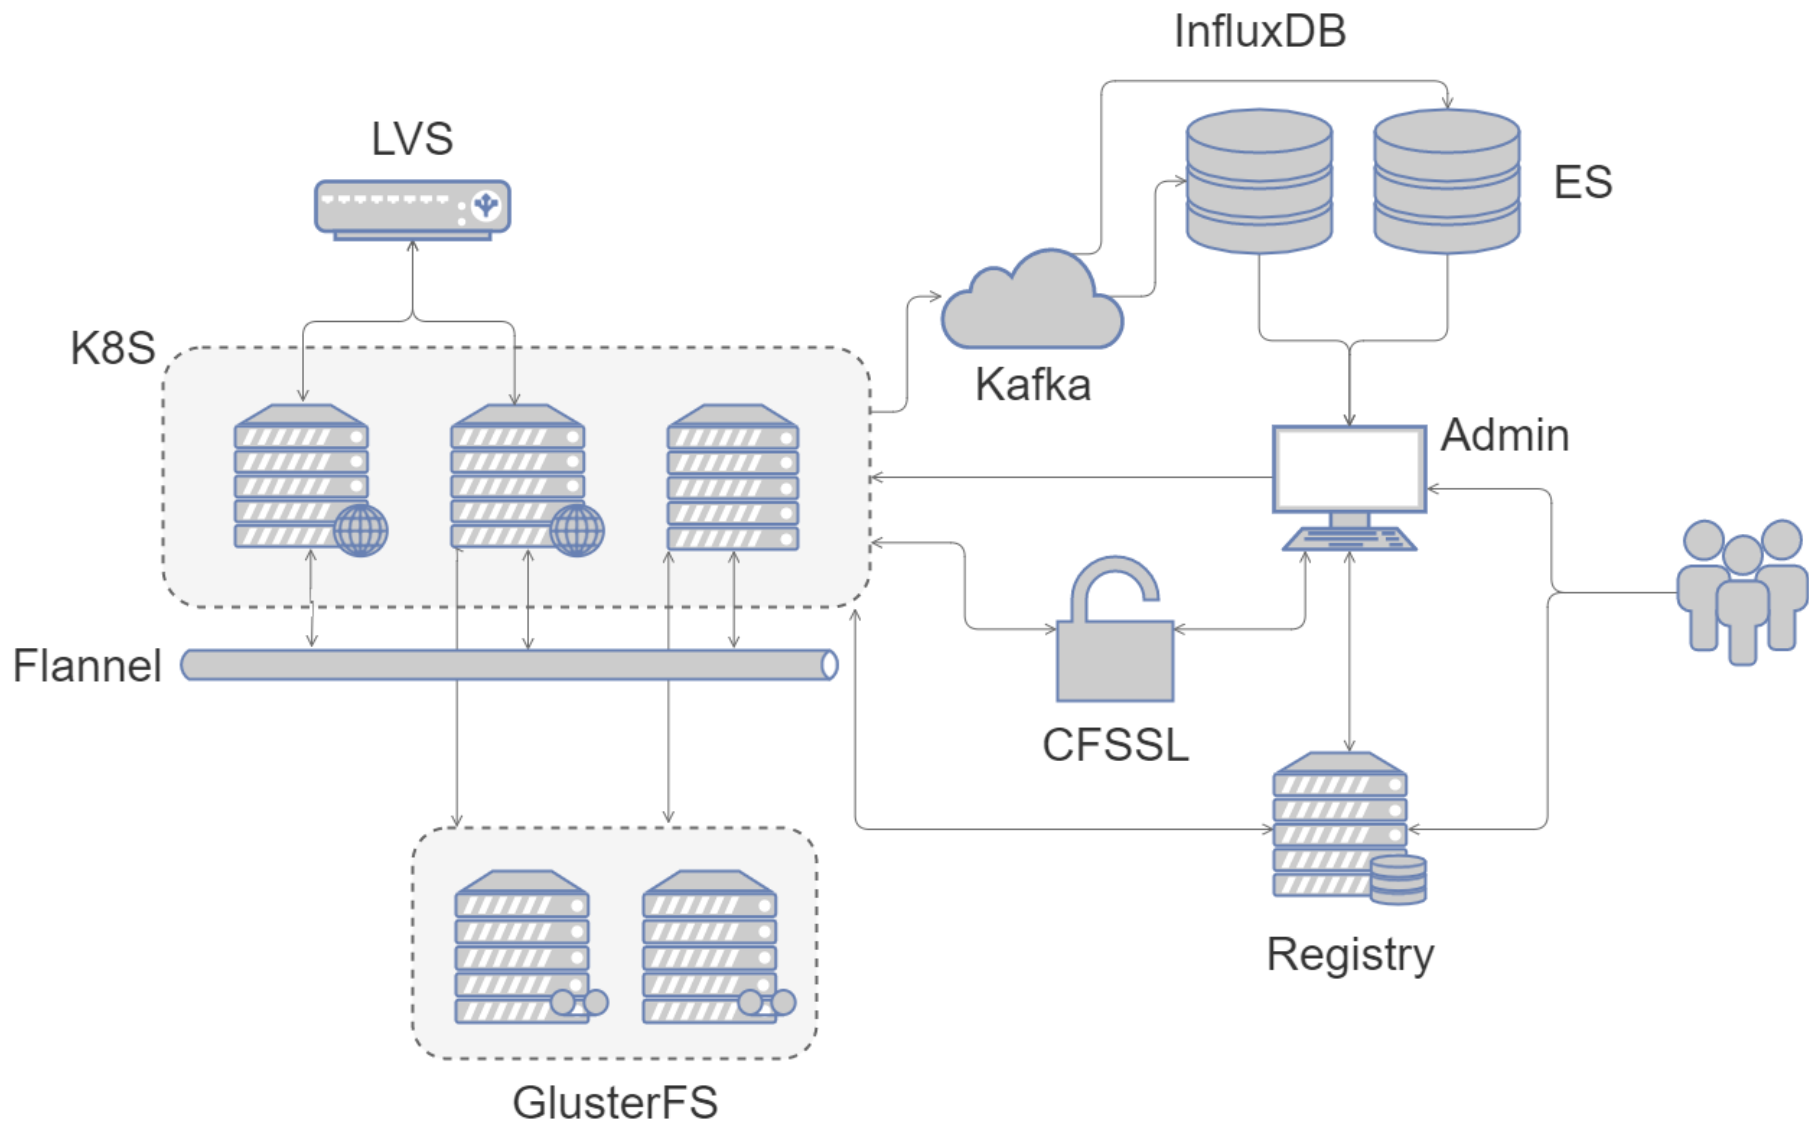 InfluxDB
LVS
ES
K8S
Kafka
Admin
Flannel
CFSSL
Registry
GlusterFS